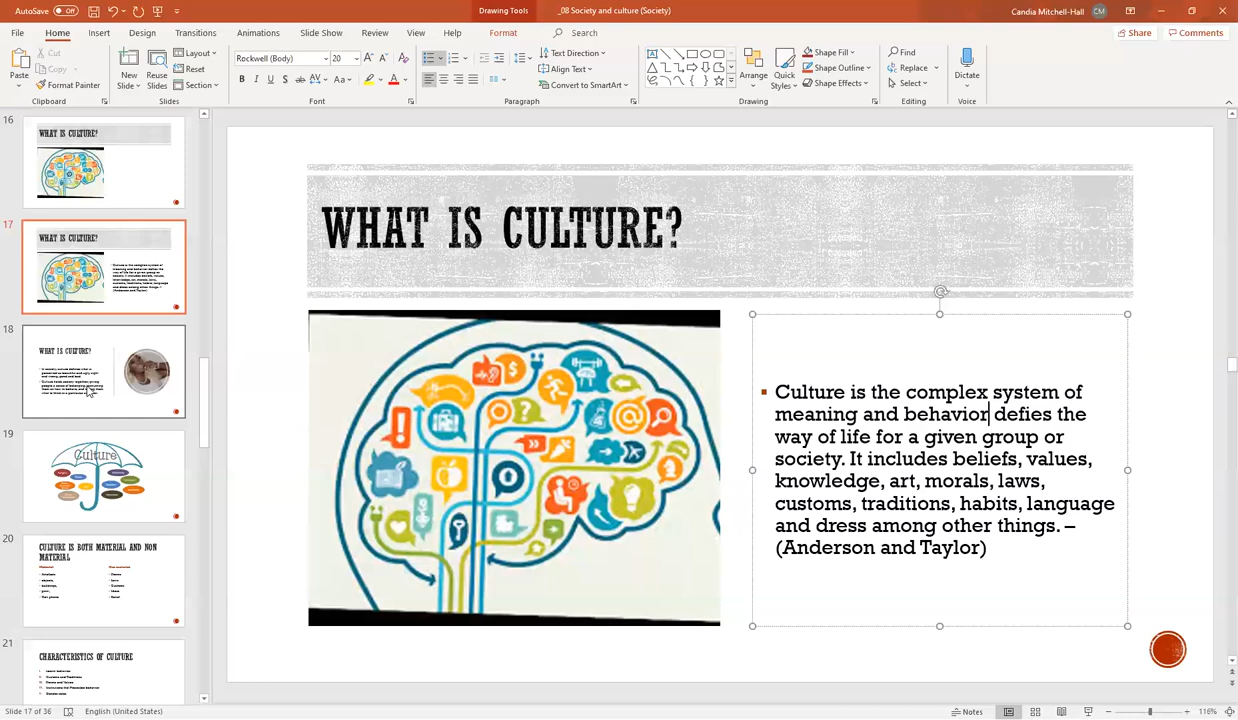 AutoSave Off
Drawing Tools
_08 Society and culture (Society)
Candia Mitchell-Hall CM
File Home Insert Design Transitions Animations Slide Show Review View Help Format Search
Share Comments
Paste
Cut
Copy
Format Painter
Clipboard
New Slide
Reuse Slides
Layout
Reset
Section
Slides
Rockwell (Body) 20
Font
Text Direction
Align Text
Convert to SmartArt
Paragraph
Arrange
Quick Styles
Shape Fill
Shape Outline
Shape Effects
Drawing
Find
Replace
Select
Editing
Dictate
Voice
16
WHAT IS CULTURE?
17
WHAT IS CULTURE?
18
WHAT IS CULTURE?
19
Culture
20
CULTURE IS BOTH MATERIAL AND NON
MATERIAL
21
CHARACTERISTICS OF CULTURE
WHAT IS CULTURE?
Culture is the complex system of
meaning and behavior defies the
way of life for a given group or
society. It includes beliefs, values,
knowledge, art, morals, laws,
customs, traditions, habits, language
and dress among other things. –
(Anderson and Taylor)
Slide 17 of 36 English (United States) Notes 116%